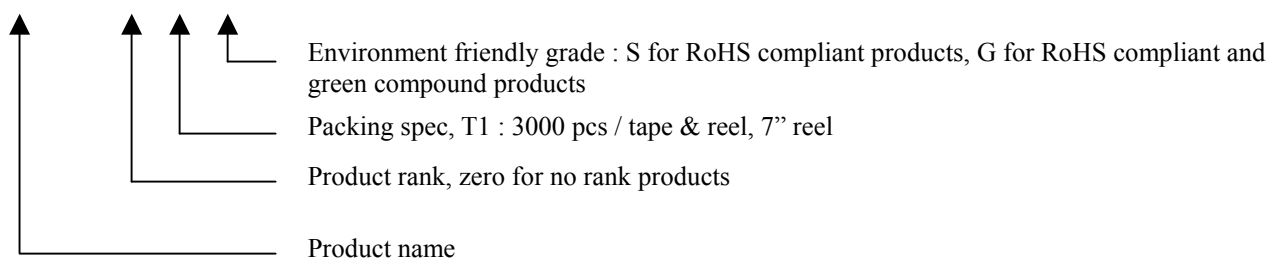 Environment friendly grade : S for RoHS compliant products, G for RoHS compliant and
green compound products
Packing spec, T1 : 3000 pcs / tape & reel, 7” reel
Product rank, zero for no rank products
Product name